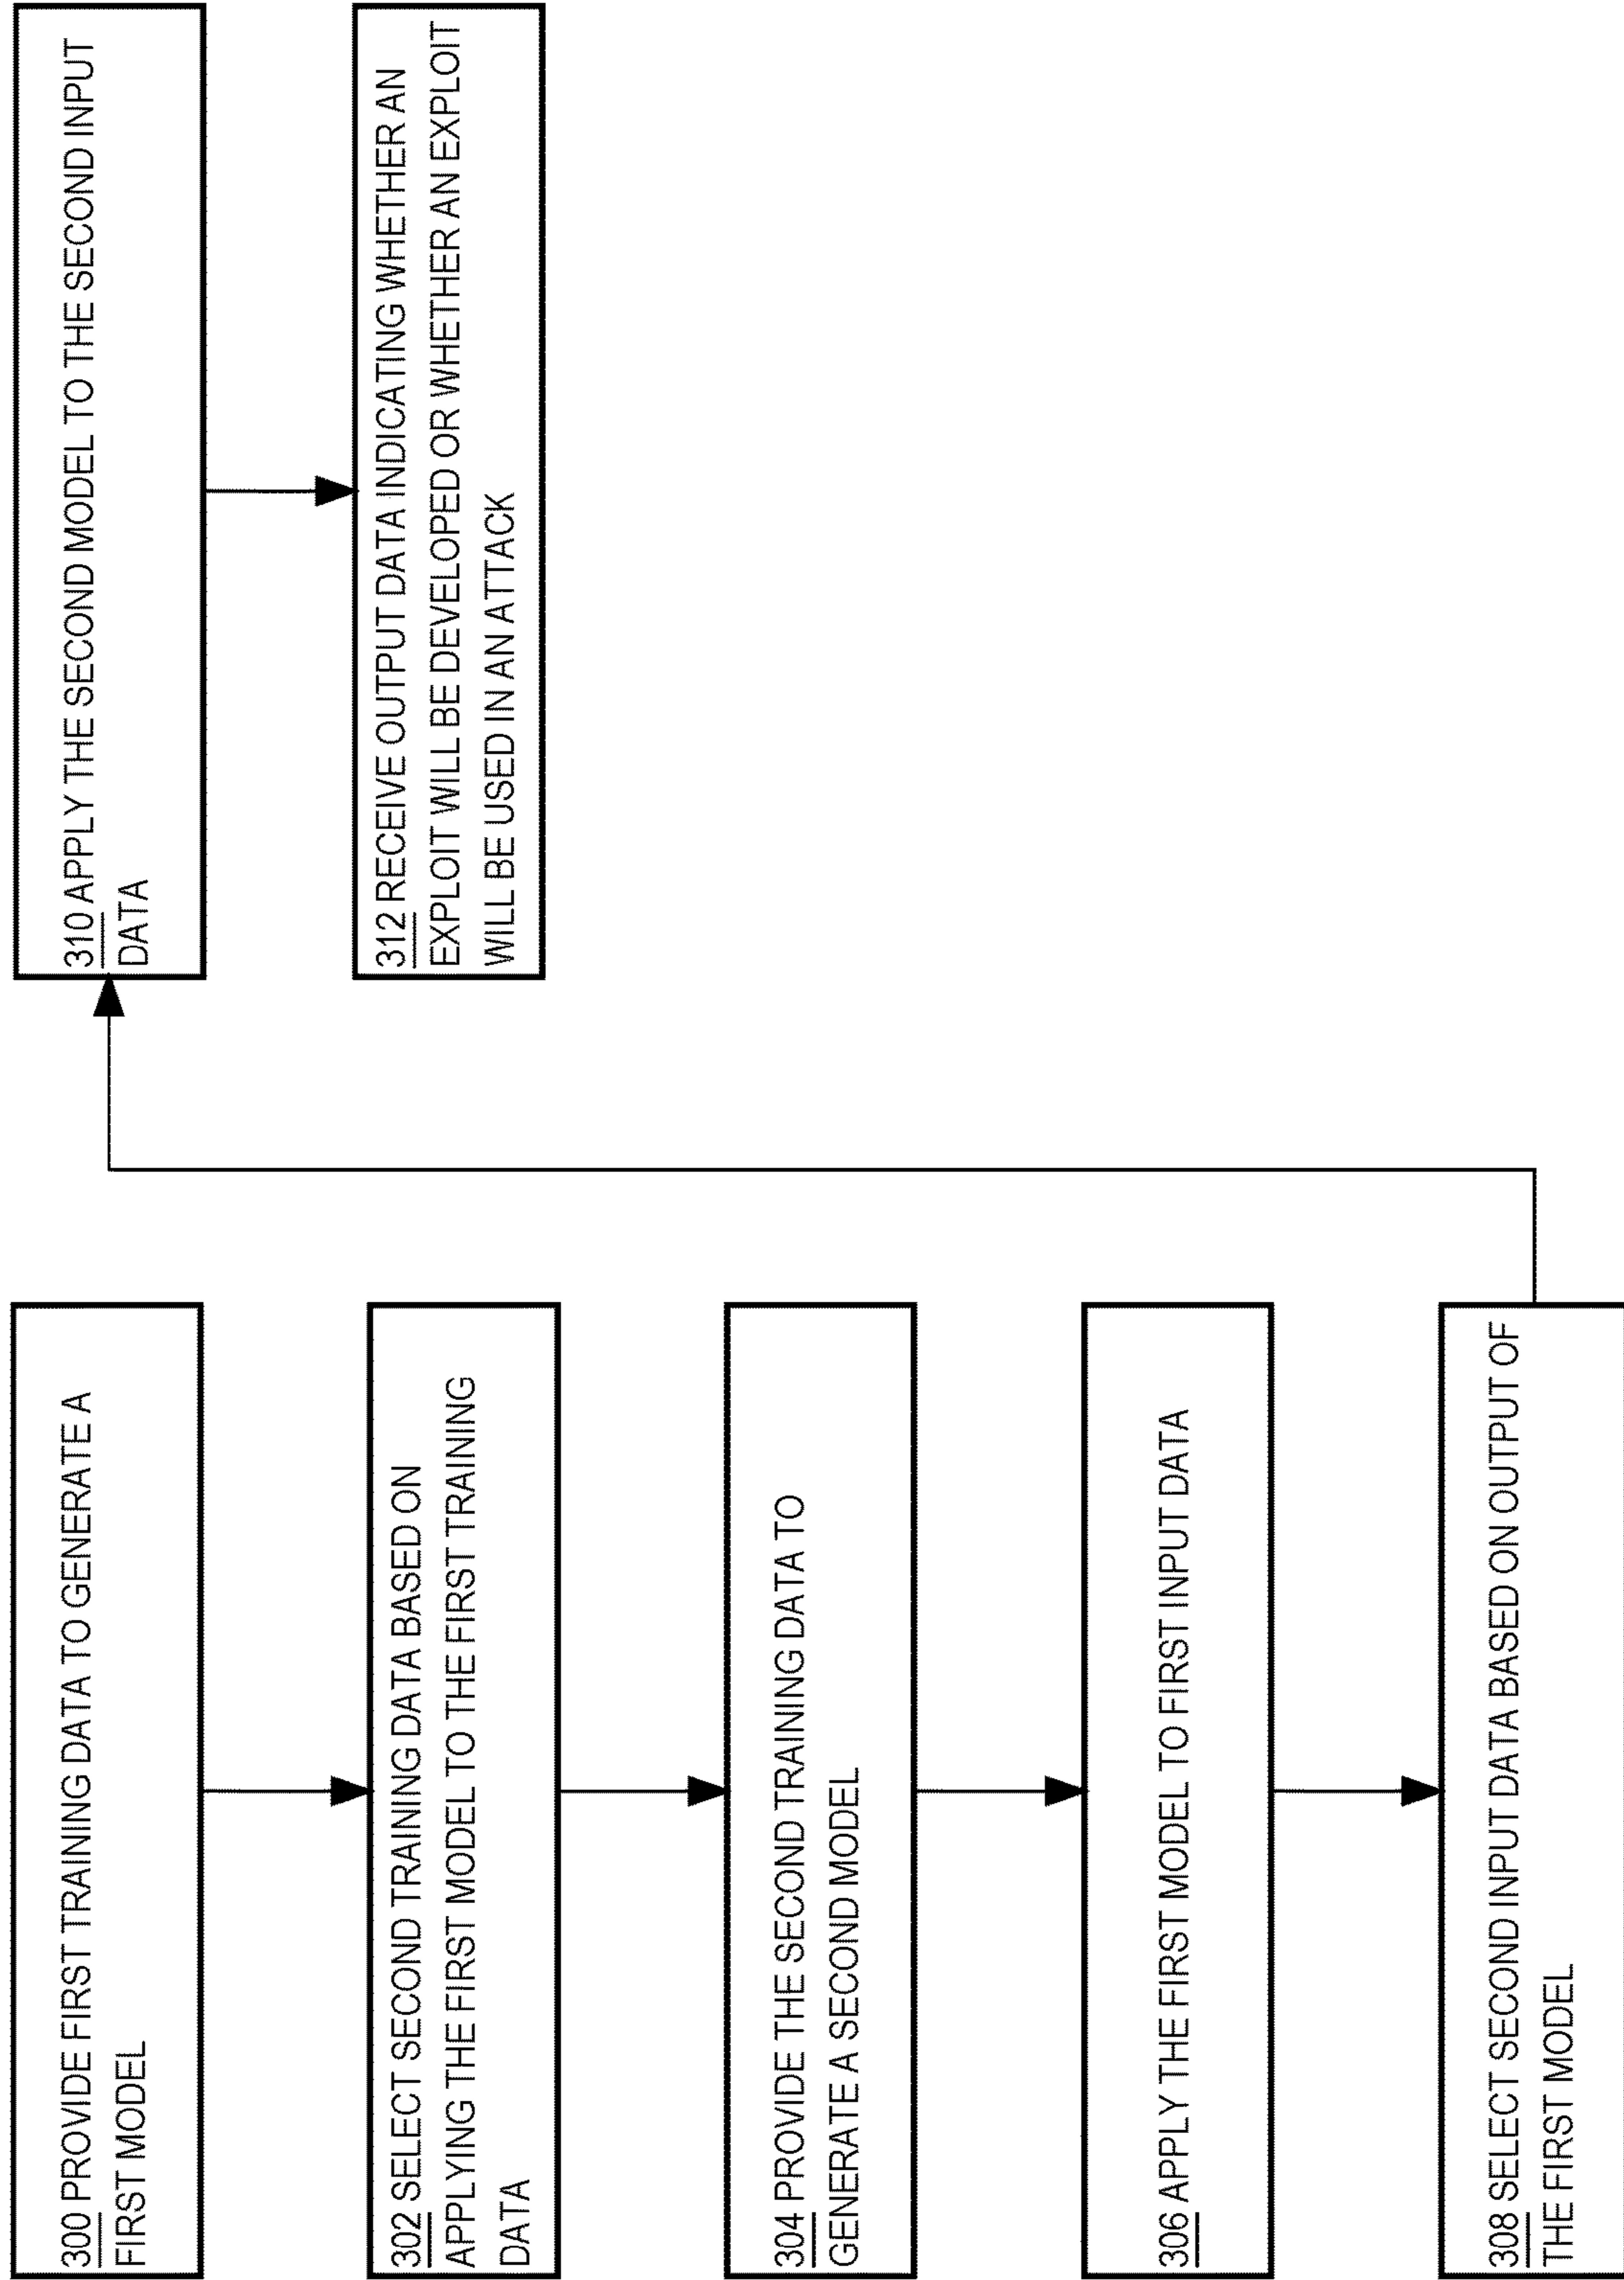 300 PROVIDE FIRST TRAINING DATA TO GENERATE A
FIRST MODEL
302 SELECT SECOND TRAINING DATA BASED ON
APPLYING THE FIRST MODEL TO THE FIRST TRAINING
DATA
304 PROVIDE THE SECOND TRAINING DATA TO
GENERATE A SECOND MODEL
306 APPLY THE FIRST MODEL TO FIRST INPUT DATA
308 SELECT SECOND INPUT DATA BASED ON OUTPUT OF
THE FIRST MODEL
310 APPLY THE SECOND MODEL TO THE SECOND INPUT
DATA
312 RECEIVE OUTPUT DATA INDICATING WHETHER AN
EXPLOIT WILL BE DEVELOPED OR WHETHER AN EXPLOIT
WILL BE USED IN AN ATTACK